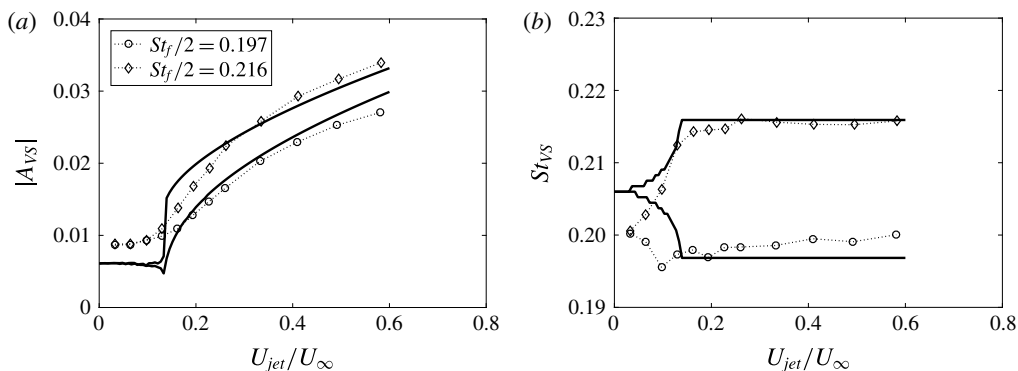 (a)
0.04
0.03
0.02
0.01
0
|A_VS|
St_f/2 = 0.197
St_f/2 = 0.216
0.2
0.4
0.6
0.8
U_jet/U_∞
(b)
0.23
0.22
0.21
0.20
0.19
St_VS
0
0.2
0.4
0.6
0.8
U_jet/U_∞